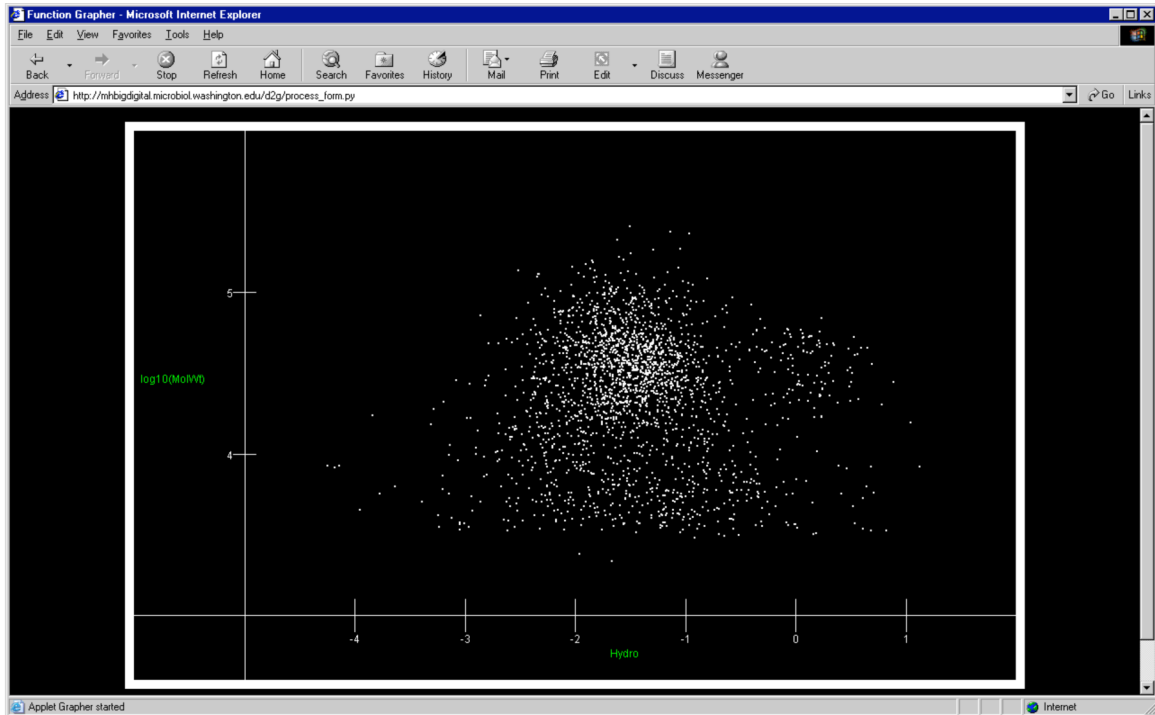 Function Grapher - Microsoft Internet Explorer
File Edit View Favorites Tools Help
Back Forward Stop Refresh Home Search Favorites History Mail Print Edit Discuss Messenger
Address http://mhbigdigital.microbiol.washington.edu/d2g/process_form.py Go Links
5
log10(MolWt)
4
-4 -3 -2 -1 0 1
Hydro
Applet Grapher started Internet